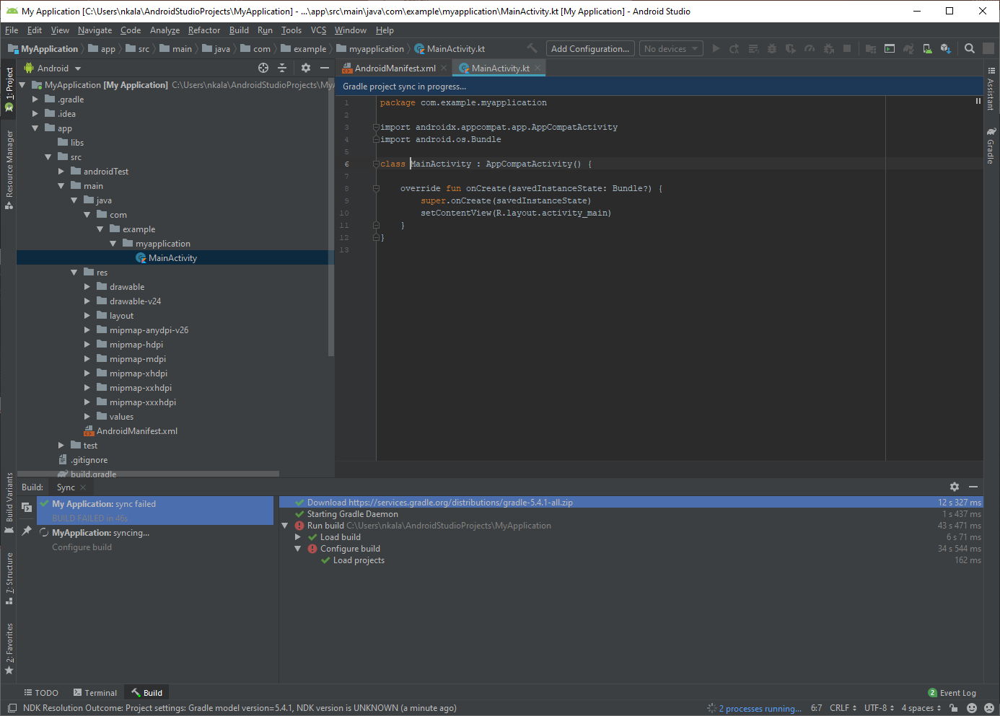 My Application [C:\Users\nkala\AndroidStudioProjects\MyApplication] - ...\app\src\main\java\com\example\myapplication\MainActivity.kt [My Application] - Android Studio
File Edit View Navigate Code Analyze Refactor Build Run Tools VCS Window Help
MyApplication app src main java com example myapplication MainActivity.kt Add Configuration... No devices
1: Project
Resource Manager
Build Variants
7: Structure
2: Favorites
Android
MyApplication [My Application] C:\Users\nkala\AndroidStudioProjects\MyA
.gradle
.idea
app
libs
src
androidTest
main
java
com
example
myapplication
MainActivity
res
drawable
drawable-v24
layout
mipmap-anydpi-v26
mipmap-hdpi
mipmap-mdpi
mipmap-xhdpi
mipmap-xxhdpi
mipmap-xxxhdpi
values
AndroidManifest.xml
test
.gitignore
build.gradle
AndroidManifest.xml MainActivity.kt
Gradle project sync in progress...
1 package com.example.myapplication
2
3 import androidx.appcompat.app.AppCompatActivity
4 import android.os.Bundle
5
6 class MainActivity : AppCompatActivity() {
7
8 override fun onCreate(savedInstanceState: Bundle?) {
9 super.onCreate(savedInstanceState)
10 setContentView(R.layout.activity_main)
11 }
12 }
13
Assistant
Gradle
Build: Sync
My Application: sync failed
BUILD FAILED in 46s
MyApplication: syncing...
Configure build
Download https://services.gradle.org/distributions/gradle-5.4.1-all.zip 12 s 327 ms
Starting Gradle Daemon 1 s 437 ms
Run build C:\Users\nkala\AndroidStudioProjects\MyApplication 43 s 471 ms
Load build 6 s 71 ms
Configure build 34 s 544 ms
Load projects 162 ms
TODO Terminal Build 2 Event Log
NDK Resolution Outcome: Project settings: Gradle model version=5.4.1, NDK version is UNKNOWN (a minute ago) 2 processes running... 6:7 CRLF UTF-8 4 spaces